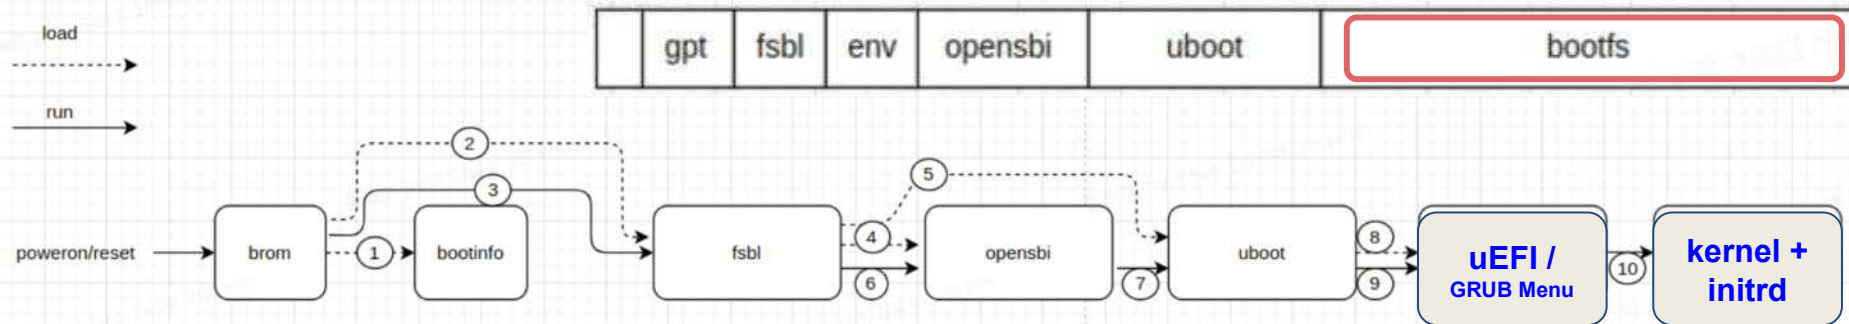 load
run
gpt fsbl env opensbi uboot bootfs
2
3
5
poweron/reset
brom
1
bootinfo
fsbl
4
6
opensbi
7
uboot
8
9
uEFI /
GRUB Menu
10
kernel +
initrd